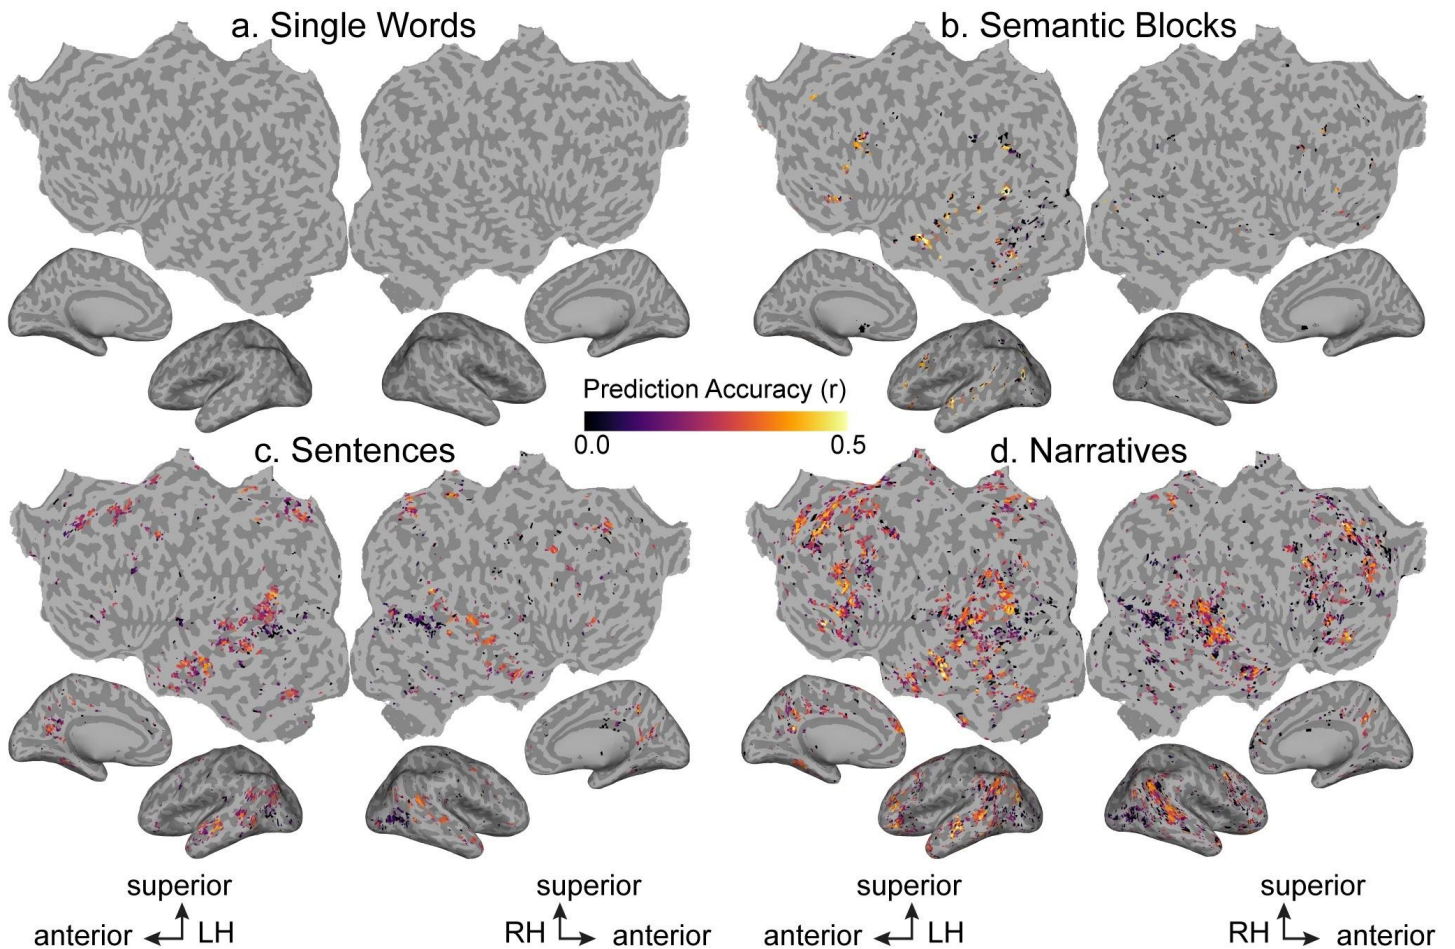 a. Single Words
b. Semantic Blocks
Prediction Accuracy (r)
0.0
0.5
c. Sentences
d. Narratives
superior
anterior
LH
superior
RH
anterior
superior
anterior
LH
superior
RH
anterior